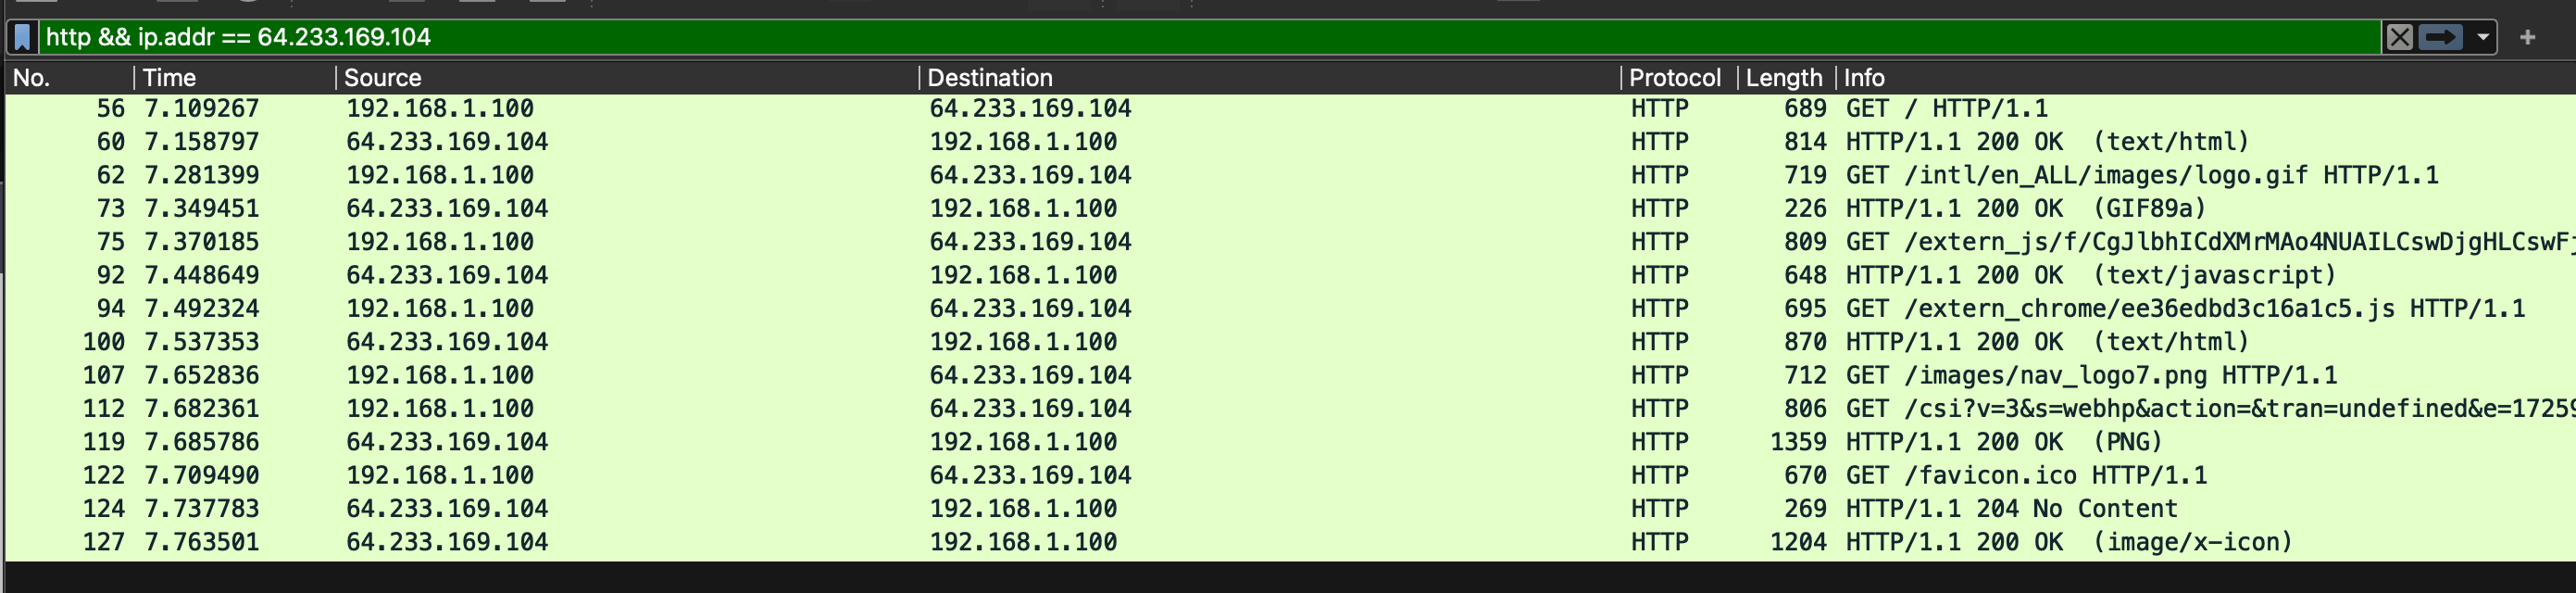 http && ip.addr == 64.233.169.104
No. Time Source Destination Protocol Length Info
56 7.109267 192.168.1.100 64.233.169.104 HTTP 689 GET / HTTP/1.1
60 7.158797 64.233.169.104 192.168.1.100 HTTP 814 HTTP/1.1 200 OK (text/html)
62 7.281399 192.168.1.100 64.233.169.104 HTTP 719 GET /intl/en_ALL/images/logo.gif HTTP/1.1
73 7.349451 64.233.169.104 192.168.1.100 HTTP 226 HTTP/1.1 200 OK (GIF89a)
75 7.370185 192.168.1.100 64.233.169.104 HTTP 809 GET /extern_js/f/CgJlbhICdXMrMAo4NUAILCswDjgHLCswFj
92 7.448649 64.233.169.104 192.168.1.100 HTTP 648 HTTP/1.1 200 OK (text/javascript)
94 7.492324 192.168.1.100 64.233.169.104 HTTP 695 GET /extern_chrome/ee36edbd3c16a1c5.js HTTP/1.1
100 7.537353 64.233.169.104 192.168.1.100 HTTP 870 HTTP/1.1 200 OK (text/html)
107 7.652836 192.168.1.100 64.233.169.104 HTTP 712 GET /images/nav_logo7.png HTTP/1.1
112 7.682361 192.168.1.100 64.233.169.104 HTTP 806 GET /csi?v=3&s=webhp&action=&tran=undefined&e=17259
119 7.685786 64.233.169.104 192.168.1.100 HTTP 1359 HTTP/1.1 200 OK (PNG)
122 7.709490 192.168.1.100 64.233.169.104 HTTP 670 GET /favicon.ico HTTP/1.1
124 7.737783 64.233.169.104 192.168.1.100 HTTP 269 HTTP/1.1 204 No Content
127 7.763501 64.233.169.104 192.168.1.100 HTTP 1204 HTTP/1.1 200 OK (image/x-icon)